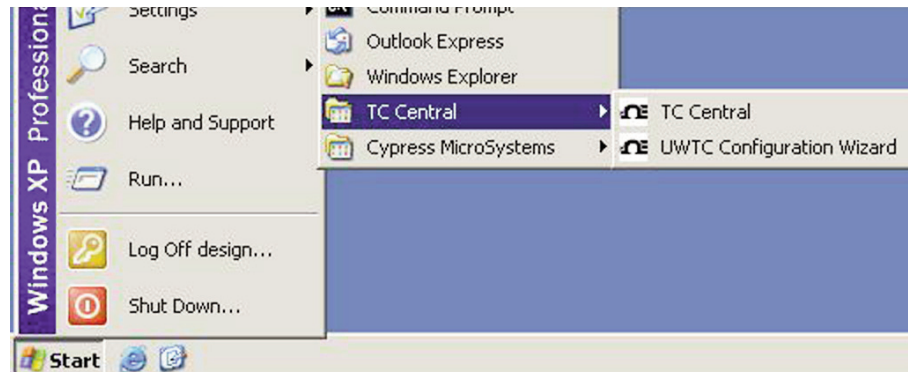 Windows XP Professional
Settings
Search
Help and Support
Run...
Log Off design...
Shut Down...
Start
Command Prompt
Outlook Express
Windows Explorer
TC Central
Cypress MicroSystems
TC Central
UWTC Configuration Wizard